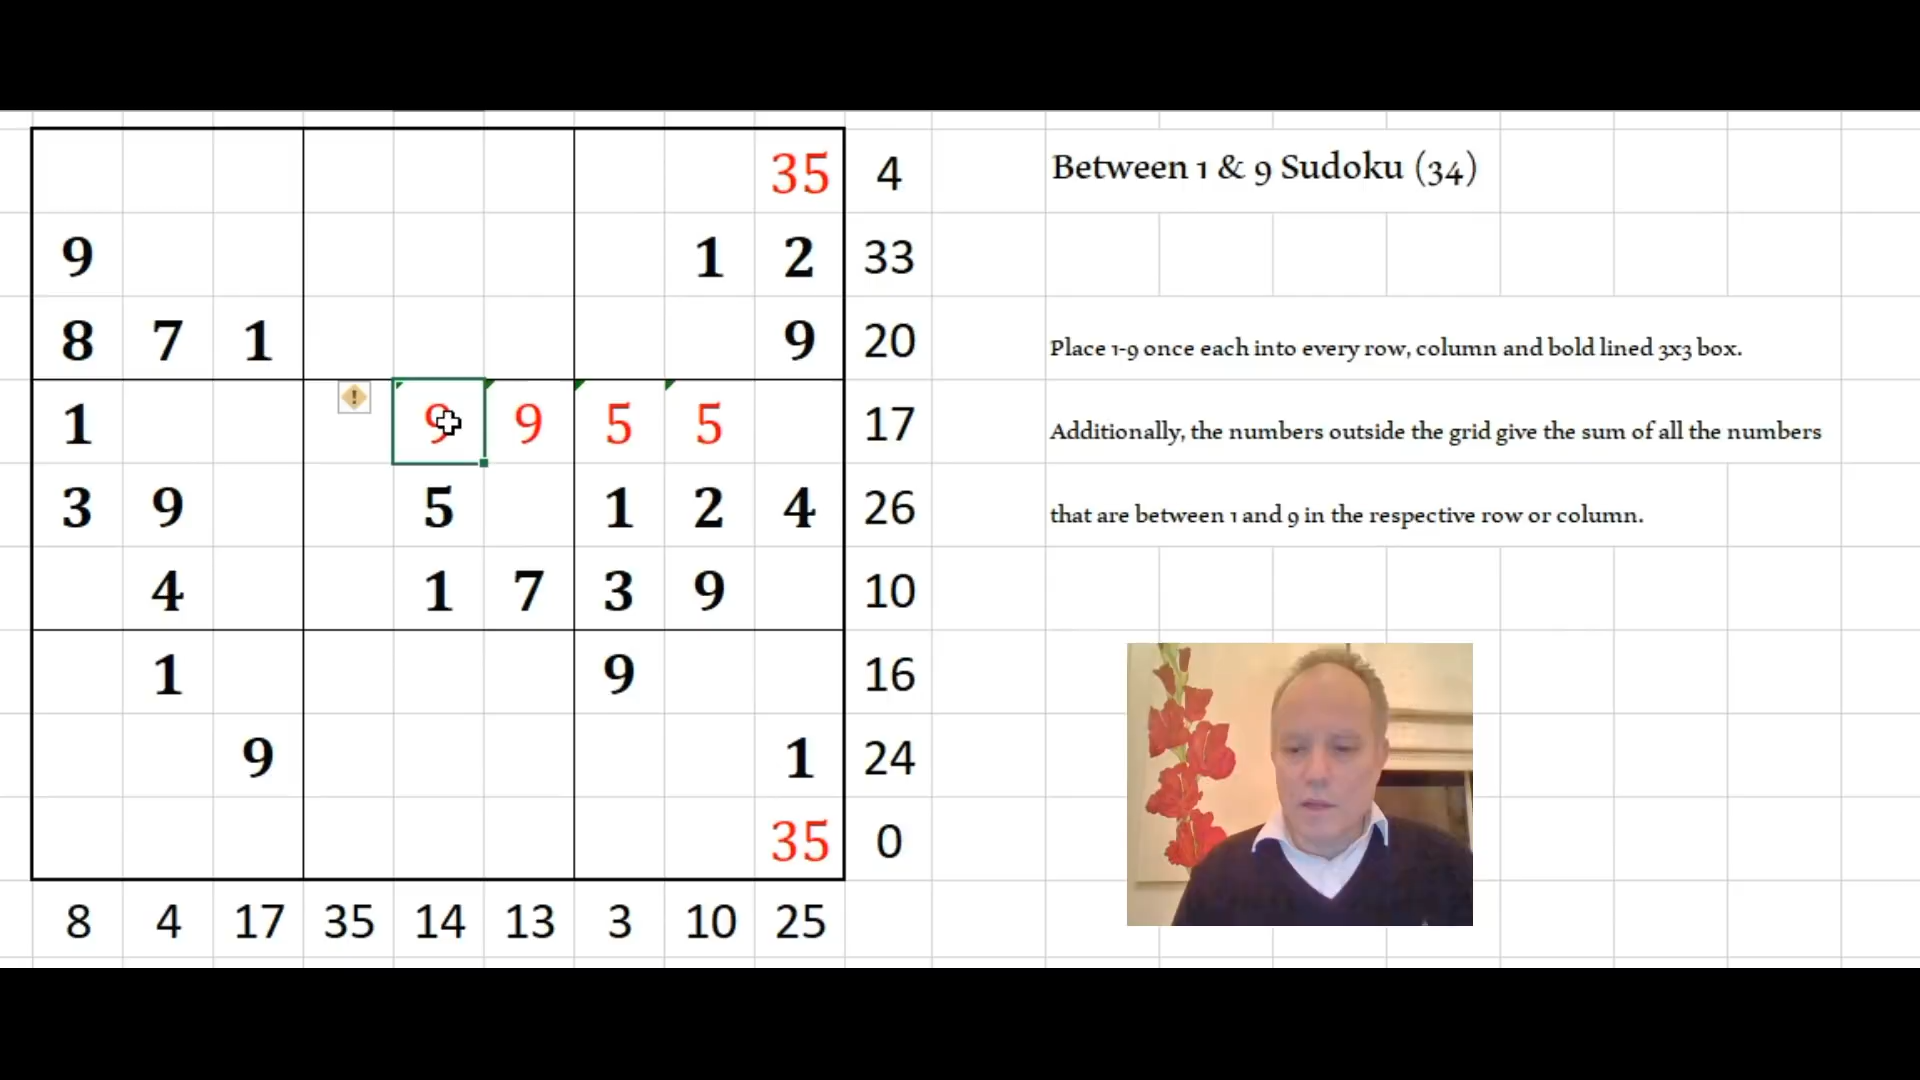 35 4 Between 1 & 9 Sudoku (34)
9 1 2 33
8 7 1 9 20 Place 1-9 once each into every row, column and bold lined 3x3 box.
1 9 9 5 5 17 Additionally, the numbers outside the grid give the sum of all the numbers
3 9 5 1 2 4 26 that are between 1 and 9 in the respective row or column.
4 1 7 3 9 10
1 9 16
9 1 24
35 0
8 4 17 35 14 13 3 10 25